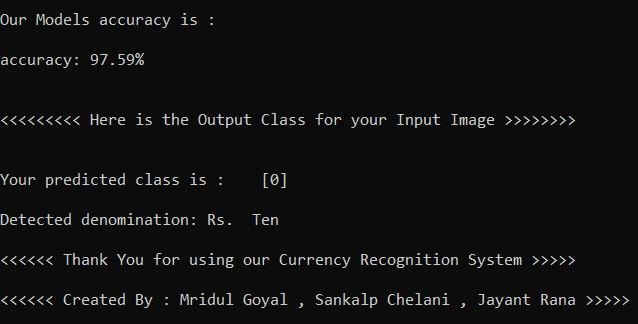 Our Models accuracy is :
accuracy: 97.59%
<<<<<<<<< Here is the Output Class for your Input Image >>>>>>>>
Your predicted class is :    [0]
Detected denomination: Rs.  Ten
<<<<<< Thank You for using our Currency Recognition System >>>>>
<<<<<< Created By : Mridul Goyal , Sankalp Chelani , Jayant Rana >>>>>